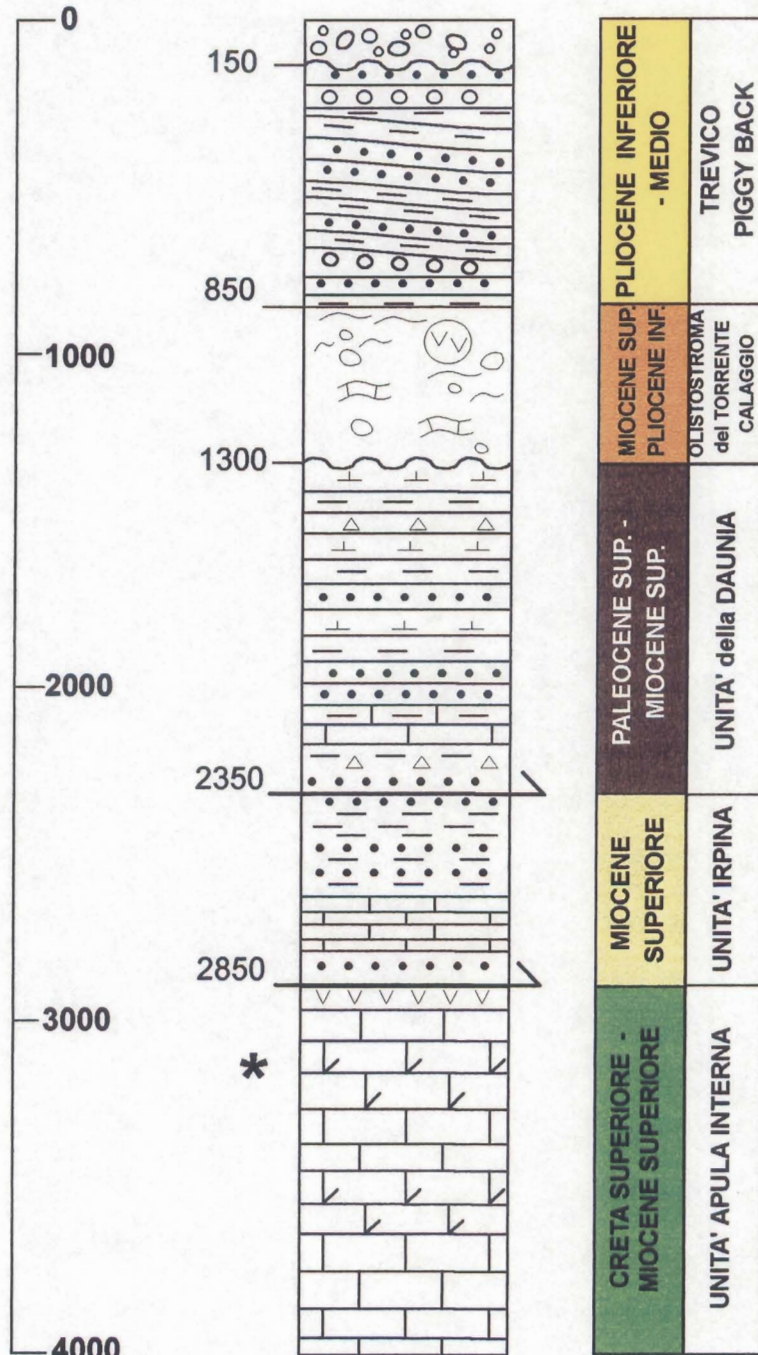 0
150
850
1000
1300
2000
2350
2850
3000
*
4000
PLIOCENE INFERIORE
- MEDIO
TREVICO
PIGGY BACK
MIOCENE SUP.
PLIOCENE INF.
OLISTOSTROMA
del TORRENTE
CALAGGIO
PALEOCENE SUP. -
MIOCENE SUP.
UNITA' della DAUNIA
MIOCENE
SUPERIORE
UNITA' IRPINA
CRETA SUPERIORE -
MIOCENE SUPERIORE
UNITA' APULA INTERNA